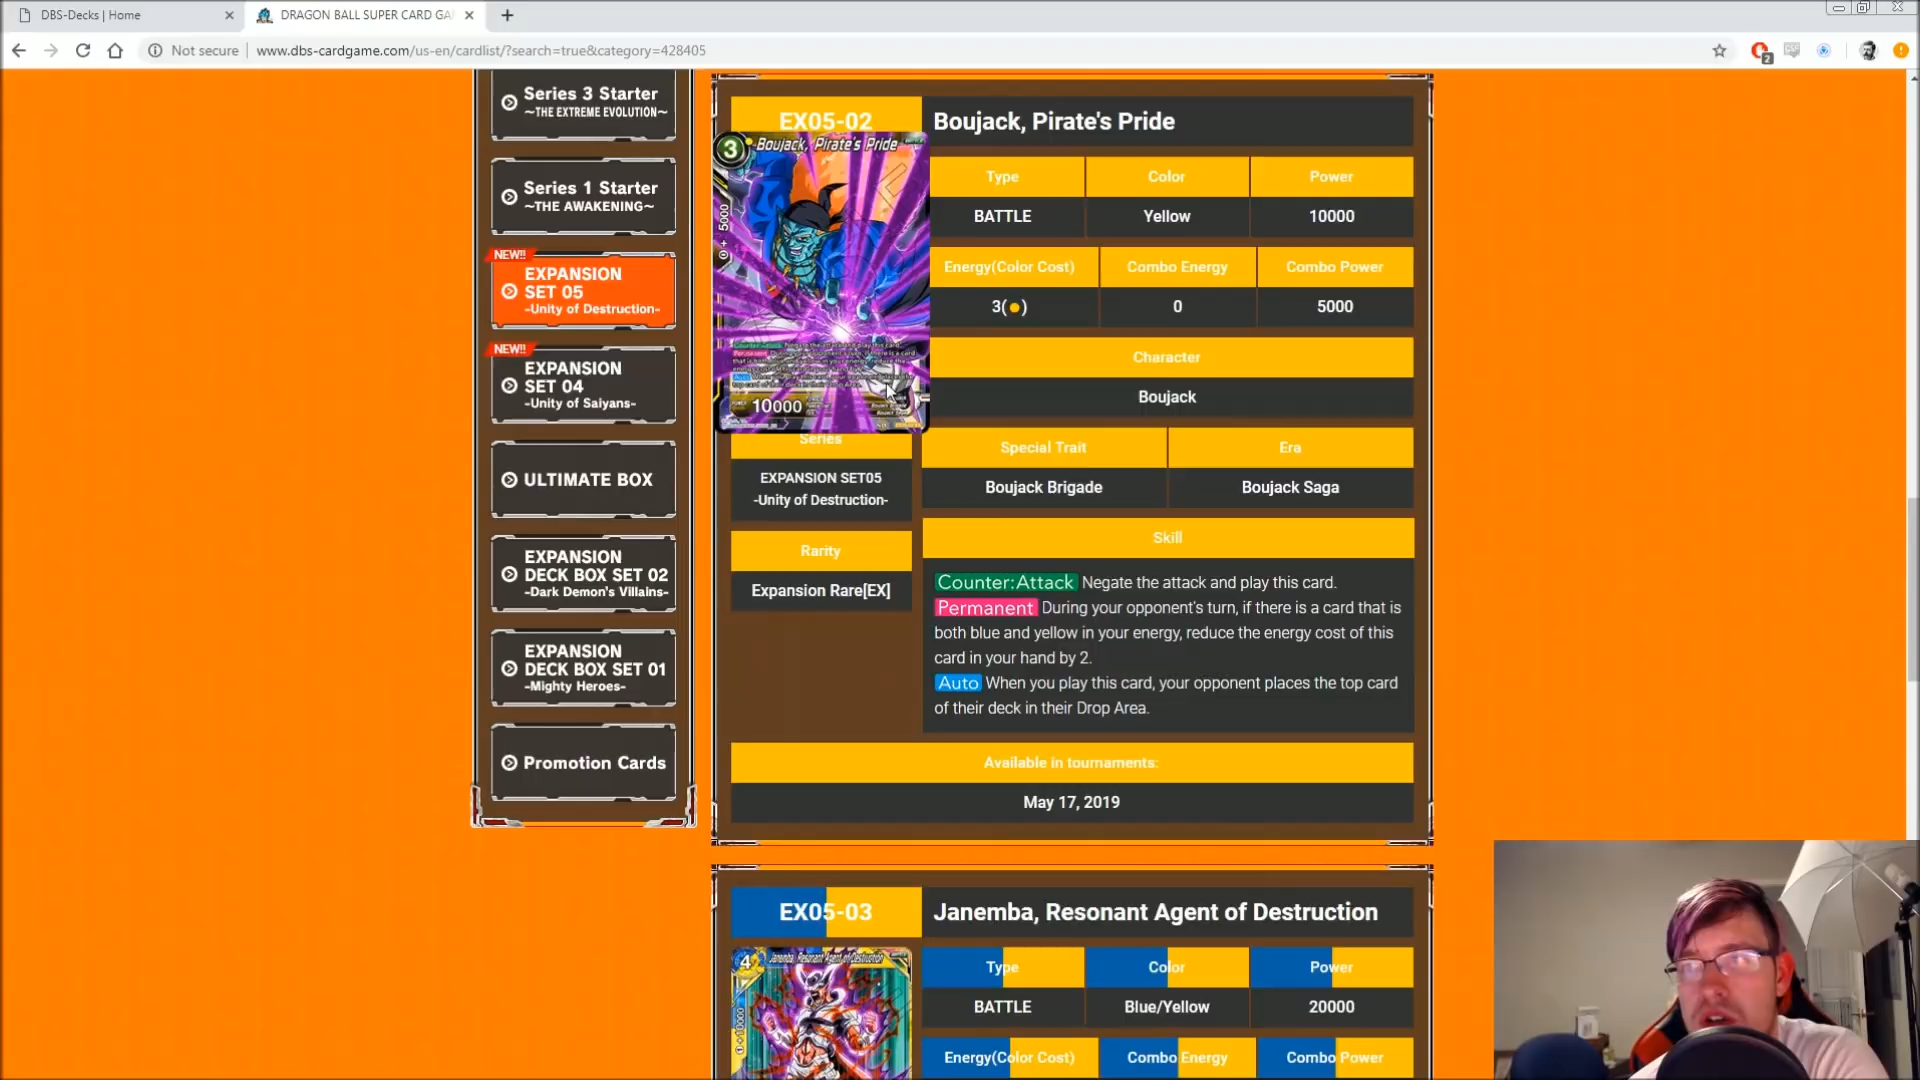 DBS-Decks | Home
DRAGON BALL SUPER CARD GA
Not secure
www.dbs-cardgame.com/us-en/cardlist/?search=true&category=428405
2
Series 3 Starter
～THE EXTREME EVOLUTION～
Series 1 Starter
～THE AWAKENING～
NEW!!
EXPANSION
SET 05
-Unity of Destruction-
NEW!!
EXPANSION
SET 04
-Unity of Saiyans-
ULTIMATE BOX
EXPANSION
DECK BOX SET 02
-Dark Demon's Villains-
EXPANSION
DECK BOX SET 01
-Mighty Heroes-
Promotion Cards
EX05-02
Boujack, Pirate's Pride
3
Boujack, Pirate's Pride
+ 5000
10000
Type
Color
Power
BATTLE
Yellow
10000
Energy(Color Cost)
Combo Energy
Combo Power
3( )
0
5000
Character
Boujack
Series
EXPANSION SET05
-Unity of Destruction-
Special Trait
Era
Boujack Brigade
Boujack Saga
Rarity
Expansion Rare[EX]
Skill
Counter:Attack Negate the attack and play this card.
Permanent During your opponent's turn, if there is a card that is
both blue and yellow in your energy, reduce the energy cost of this
card in your hand by 2.
Auto When you play this card, your opponent places the top card
of their deck in their Drop Area.
Available in tournaments:
May 17, 2019
EX05-03
Janemba, Resonant Agent of Destruction
4
Janemba, Resonant Agent of Destruction
+10000
Type
Color
Power
BATTLE
Blue/Yellow
20000
Energy(Color Cost)
Combo Energy
Combo Power